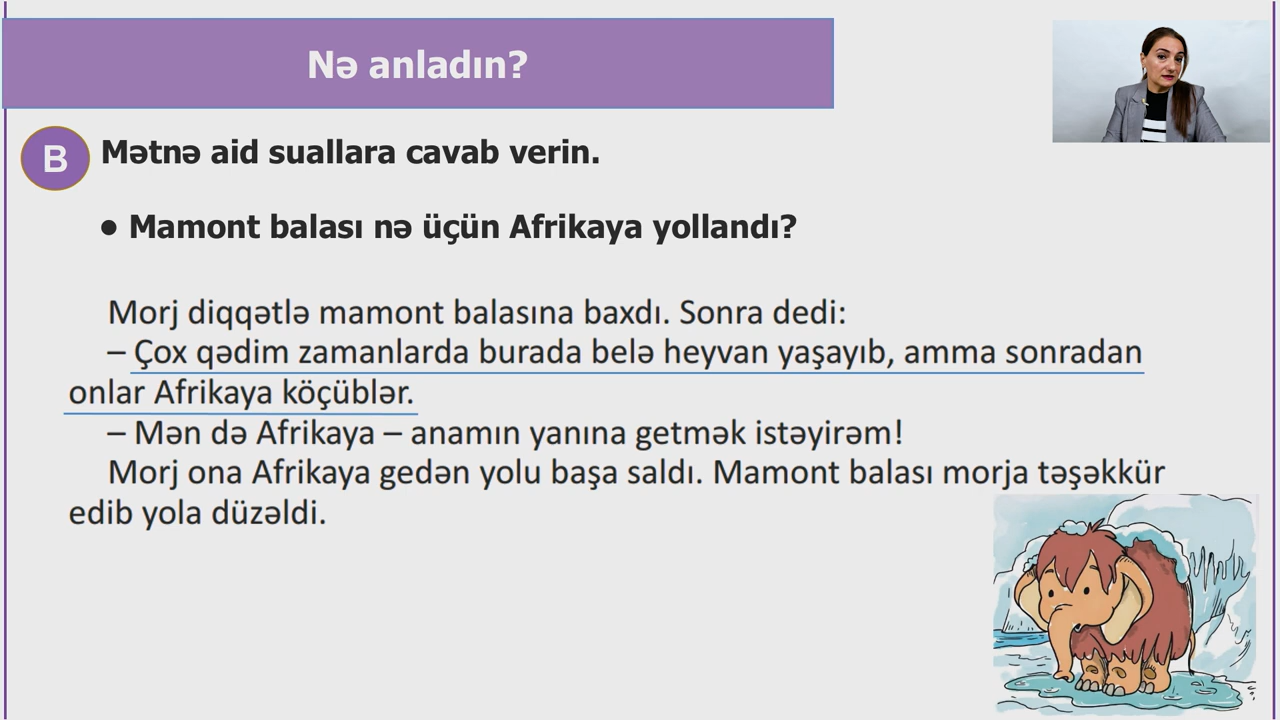 Nə anladın?
B Mətnə aid suallara cavab verin.
• Mamont balası nə üçün Afrikaya yollandı?
Morj diqqətlə mamont balasına baxdı. Sonra dedi:
– Çox qədim zamanlarda burada belə heyvan yaşayıb, amma sonradan
onlar Afrikaya köçüblər.
– Mən də Afrikaya – anamın yanına getmək istəyirəm!
Morj ona Afrikaya gedən yolu başa saldı. Mamont balası morja təşəkkür
edib yola düzəldi.